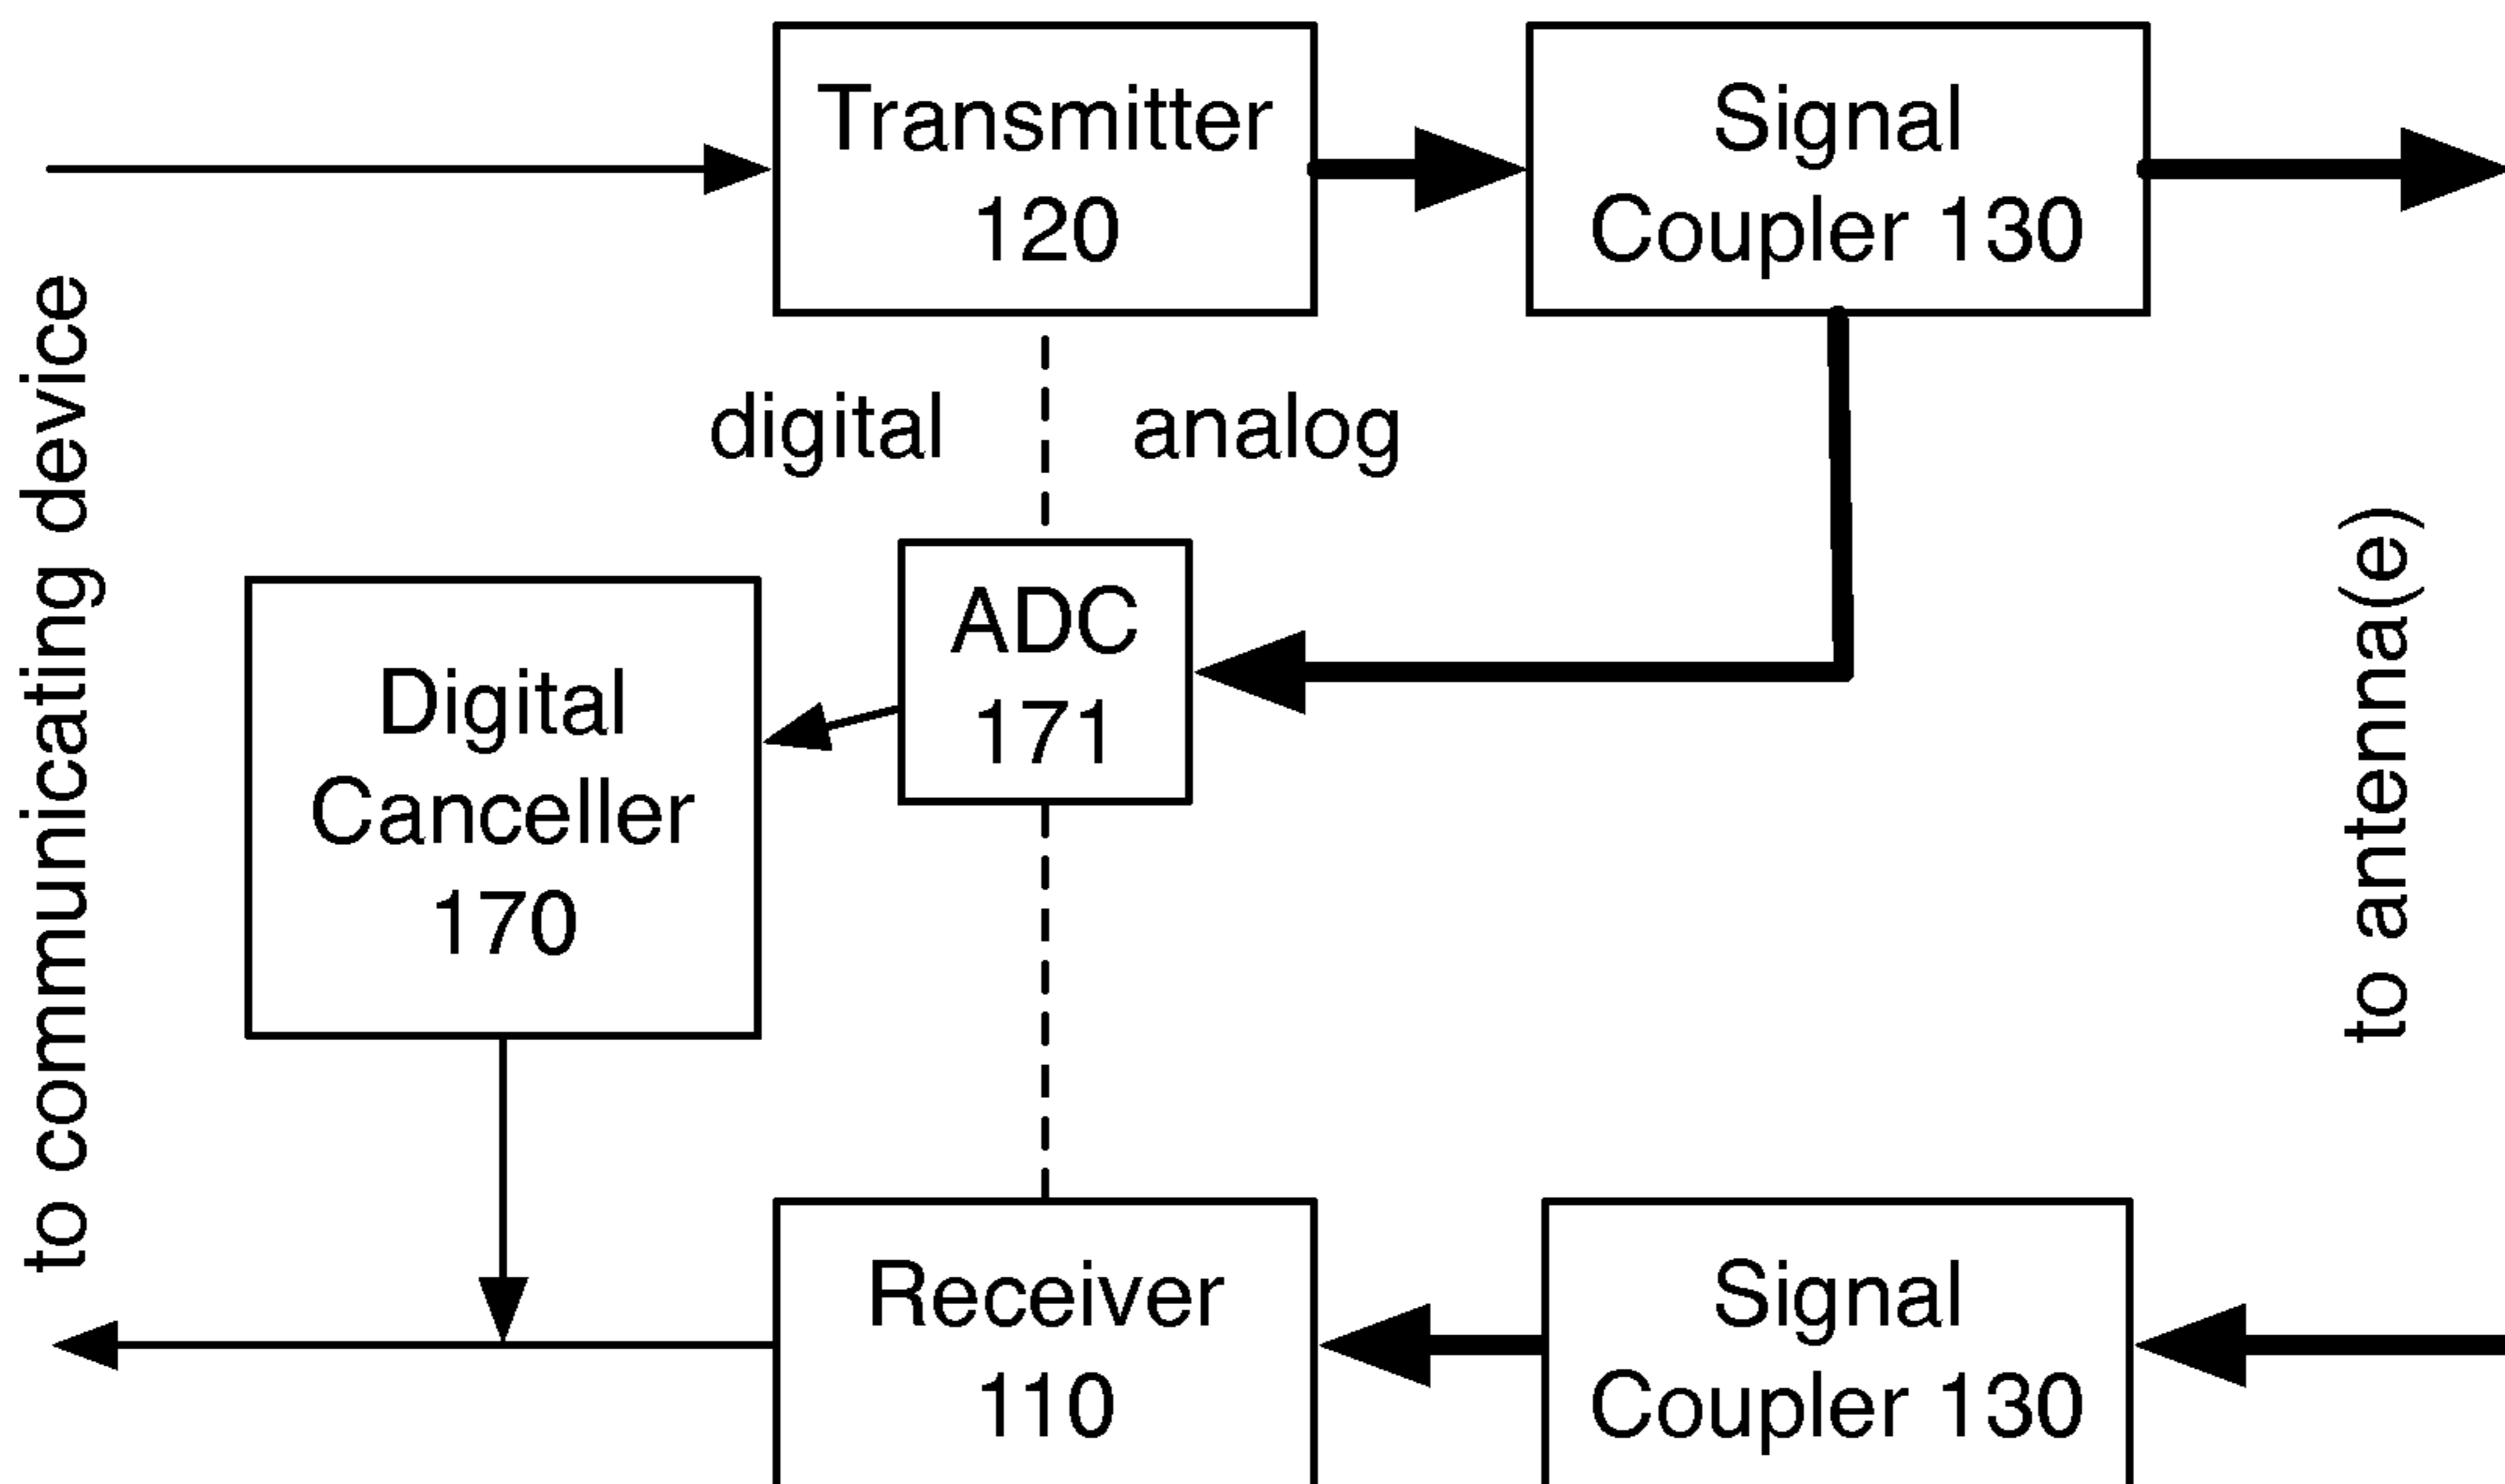 Transmitter
120
Signal
Coupler 130
digital
analog
to communicating device
ADC
171
Digital
Canceller
170
to antenna(e)
Receiver
110
Signal
Coupler 130